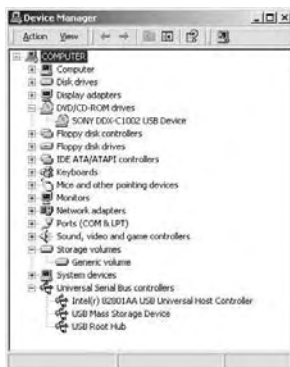 Device Manager
Action View
COMPUTER
Computer
Disk drives
Display adapters
DVD/CD-ROM drives
SONY DDX-C1002 USB Device
Floppy disk controllers
Floppy disk drives
IDE ATA/ATAPI controllers
Keyboards
Mice and other pointing devices
Monitors
Network adapters
Ports (COM & LPT)
Sound, video and game controllers
Storage volumes
Generic volume
System devices
Universal Serial Bus controllers
Intel(r) 82801AA USB Universal Host Controller
USB Mass Storage Device
USB Root Hub